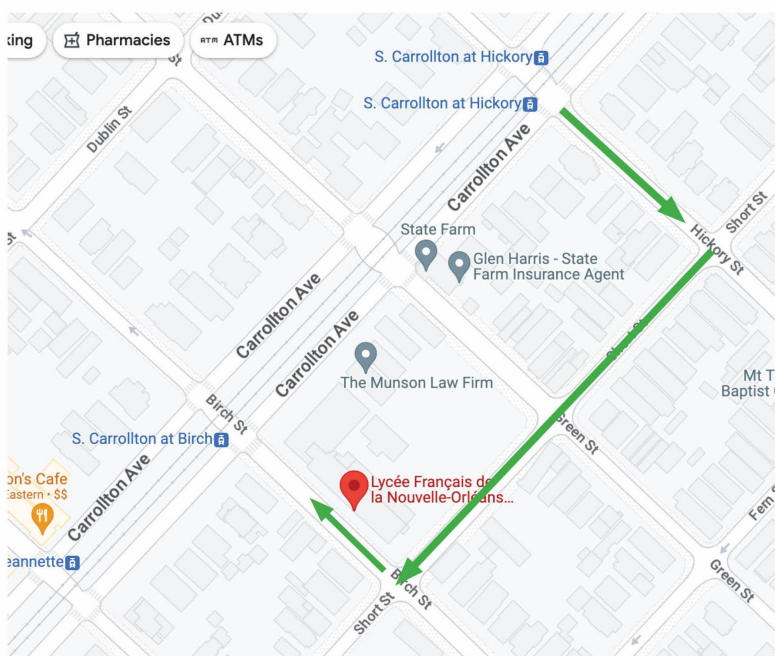 king
Pharmacies
ATM ATMs
S. Carrollton at Hickory
S. Carrollton at Hickory
Dublin St
St
Carrollton Ave
Short St
Hickory St
State Farm
Glen Harris - State
Farm Insurance Agent
Carrollton Ave
Carrollton Ave
The Munson Law Firm
Mt T
Baptist
Birch St
S. Carrollton at Birch
Green St
on's Cafe
Eastern • $$
Lycée Français de
la Nouvelle-Orléans...
Carrollton Ave
Fern
eannette
Green St
Birch St
Short St